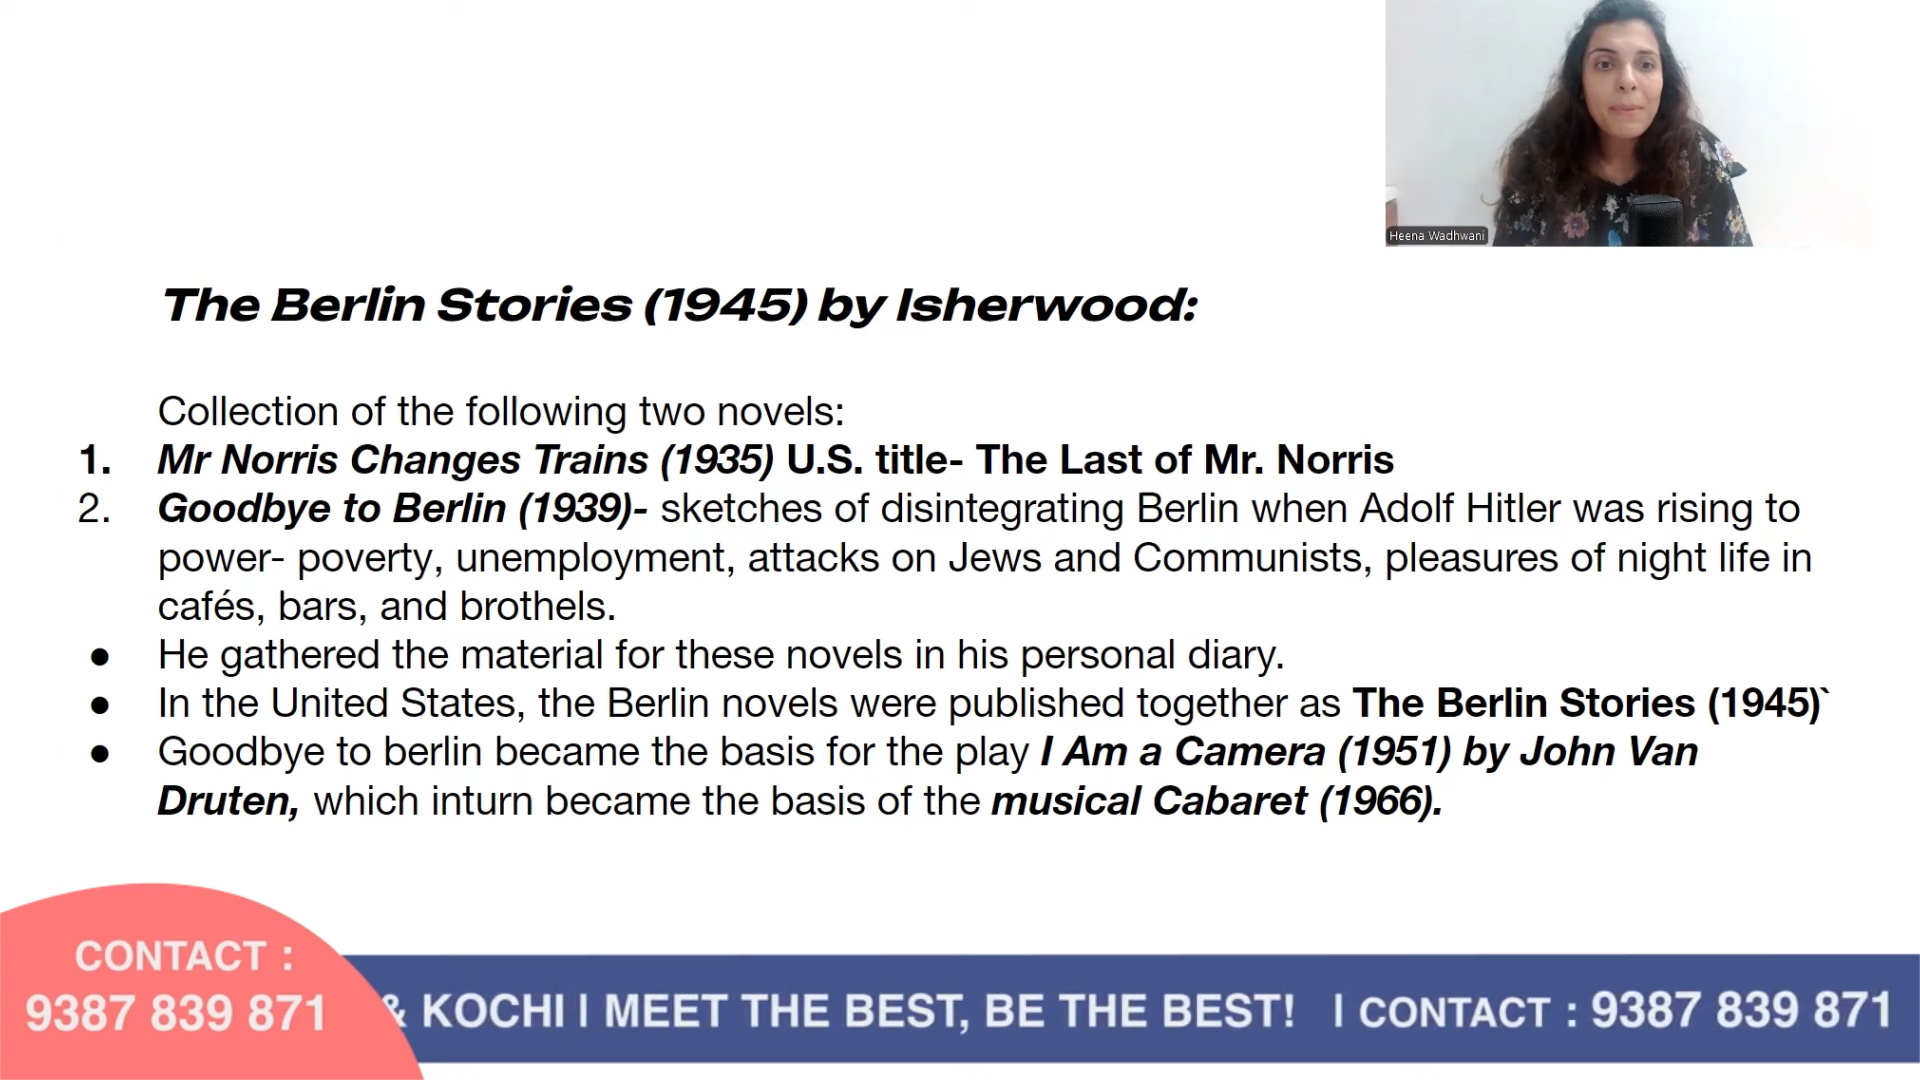 Heena Wadhwani
The Berlin Stories (1945) by Isherwood:
Collection of the following two novels:
1. Mr Norris Changes Trains (1935) U.S. title- The Last of Mr. Norris
2. Goodbye to Berlin (1939)- sketches of disintegrating Berlin when Adolf Hitler was rising to
power- poverty, unemployment, attacks on Jews and Communists, pleasures of night life in
cafés, bars, and brothels.
● He gathered the material for these novels in his personal diary.
● In the United States, the Berlin novels were published together as The Berlin Stories (1945)`
● Goodbye to berlin became the basis for the play I Am a Camera (1951) by John Van
Druten, which inturn became the basis of the musical Cabaret (1966).
CONTACT :
9387 839 871
& KOCHI | MEET THE BEST, BE THE BEST! | CONTACT : 9387 839 871